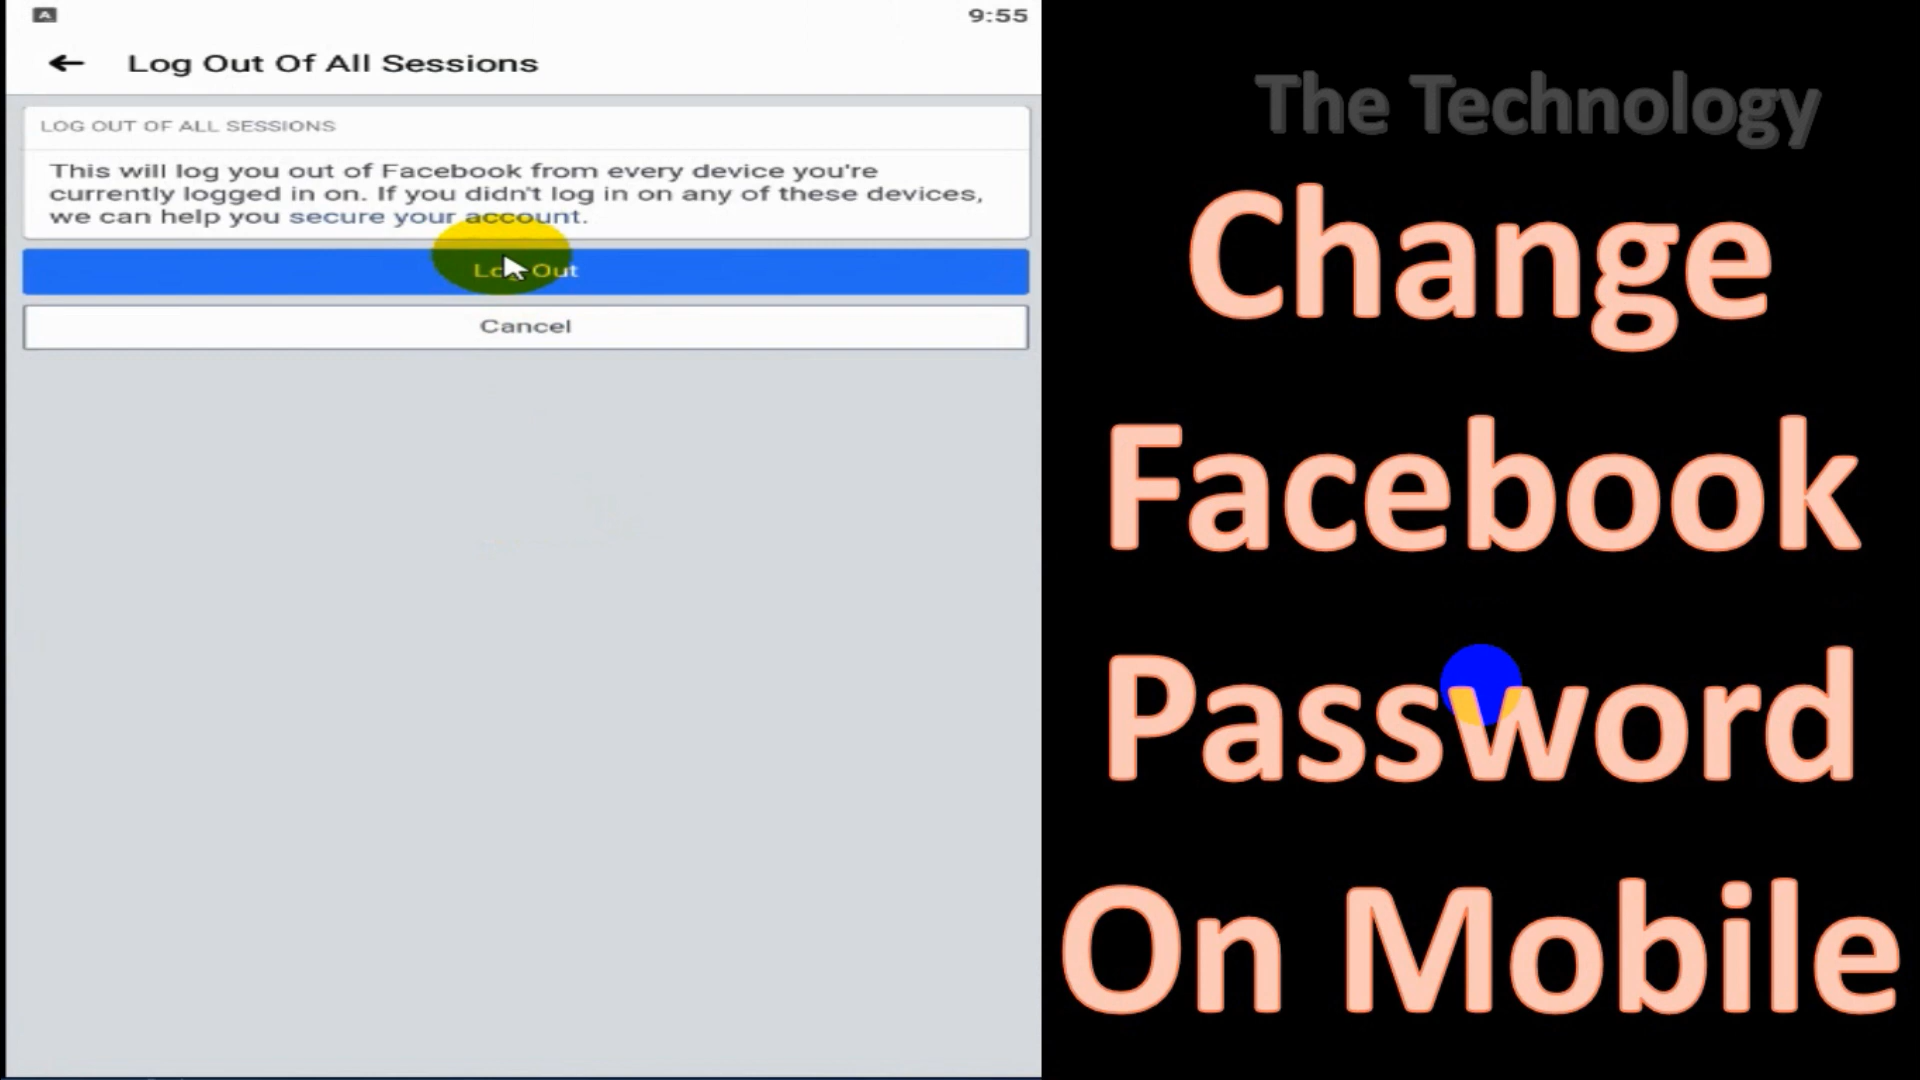 A
9:55
Log Out Of All Sessions
LOG OUT OF ALL SESSIONS
This will log you out of Facebook from every device you're
currently logged in on. If you didn't log in on any of these devices,
we can help you secure your account.
Log Out
Cancel
The Technology
Change
Facebook
Password
On Mobile